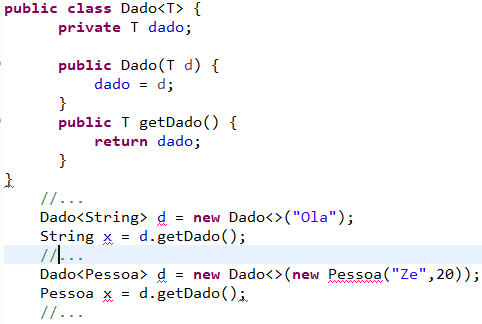 public class Dado<T> {
private T dado;
public Dado(T d) {
dado = d;
}
public T getDado() {
return dado;
}
}
//...
Dado<String> d = new Dado<>("Ola");
String x = d.getDado();
//...
Dado<Pessoa> d = new Dado<>(new Pessoa("Ze",20));
Pessoa x = d.getDado();
//...